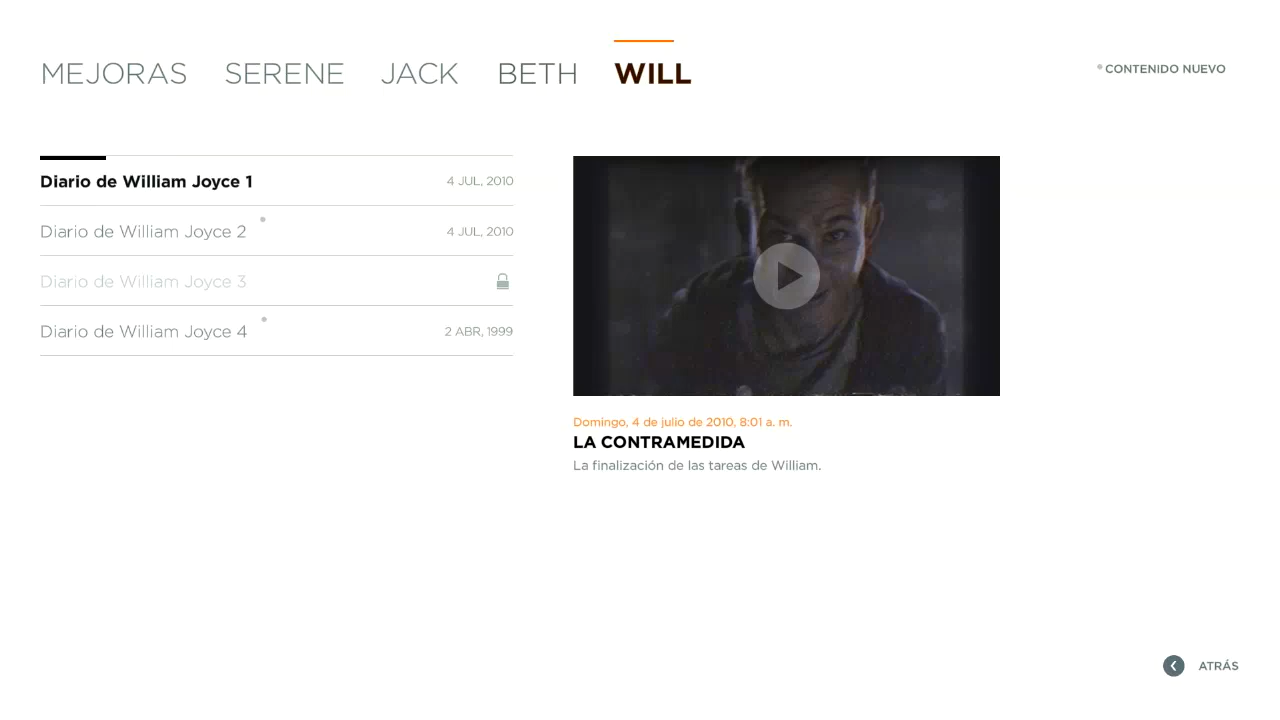 MEJORAS SERENE JACK BETH WILL
CONTENIDO NUEVO
Diario de William Joyce 1 4 JUL, 2010
Diario de William Joyce 2 4 JUL, 2010
Diario de William Joyce 3
Diario de William Joyce 4 2 ABR, 1999
Domingo, 4 de julio de 2010, 8:01 a. m.
LA CONTRAMEDIDA
La finalización de las tareas de William.
ATRÁS